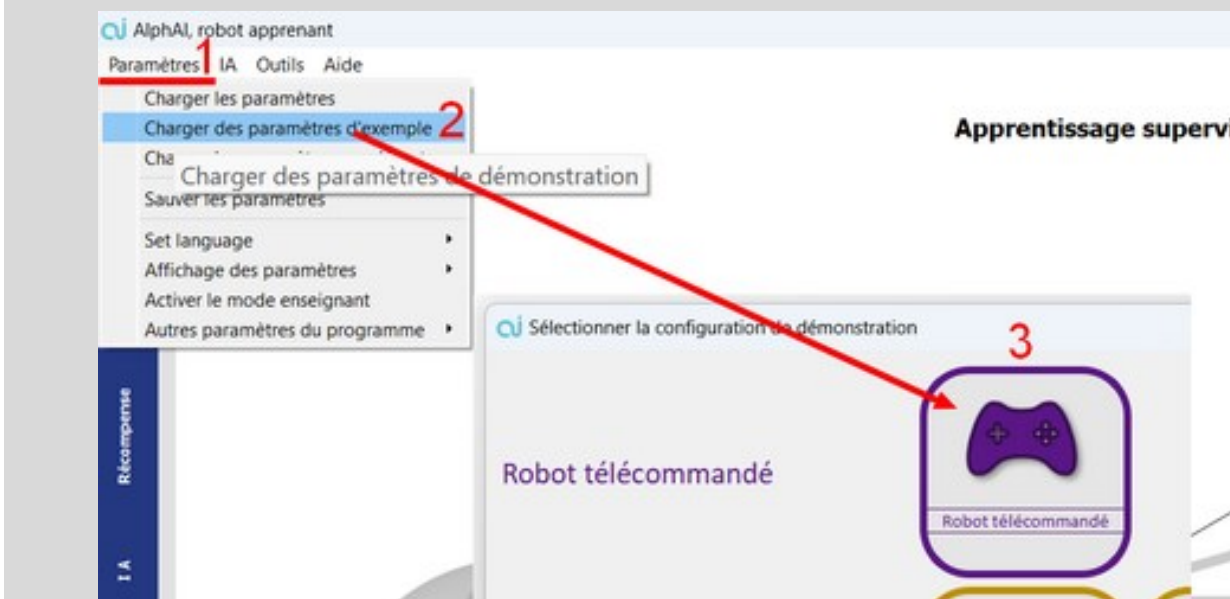 AlphAI, robot apprenant
1
Paramètres IA Outils Aide
Charger les paramètres
Charger des paramètres d'exemple 2
Apprentissage supervi
Cha
Charger des paramètres de démonstration
Sauver les paramètres
Set language
Affichage des paramètres
Activer le mode enseignant
Autres paramètres du programme
Sélectionner la configuration de démonstration
3
Récompense
Robot télécommandé
Robot télécommandé
IA